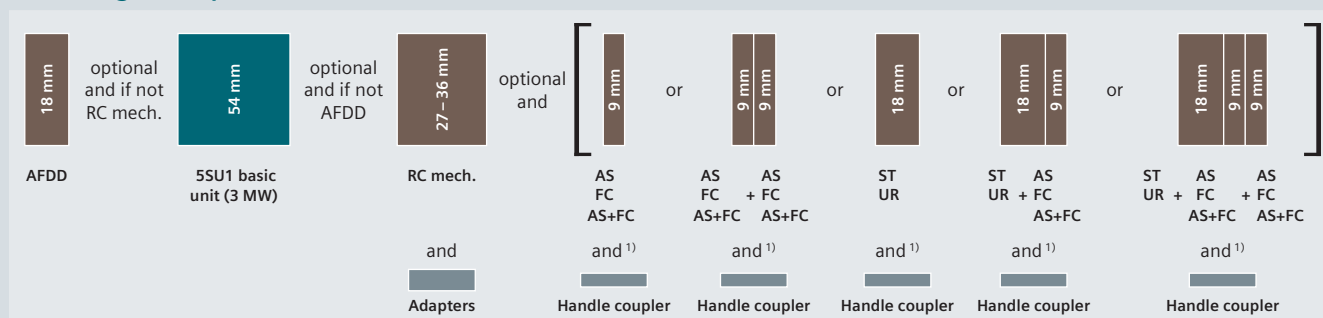 18 mm
optional
and if not
RC mech.
54 mm
optional
and if not
AFDD
27 – 36 mm
optional
and
9 mm
or
9 mm
9 mm
or
18 mm
or
18 mm
9 mm
or
18 mm
9 mm
9 mm
AFDD
5SU1 basic
unit (3 MW)
RC mech.
AS
FC
AS+FC
AS AS
FC + FC
AS+FC AS+FC
ST
UR
ST AS
UR + FC
AS+FC
ST AS AS
UR + FC + FC
AS+FC AS+FC
and
and 1)
and 1)
and 1)
and 1)
and 1)
Adapters
Handle coupler
Handle coupler
Handle coupler
Handle coupler
Handle coupler